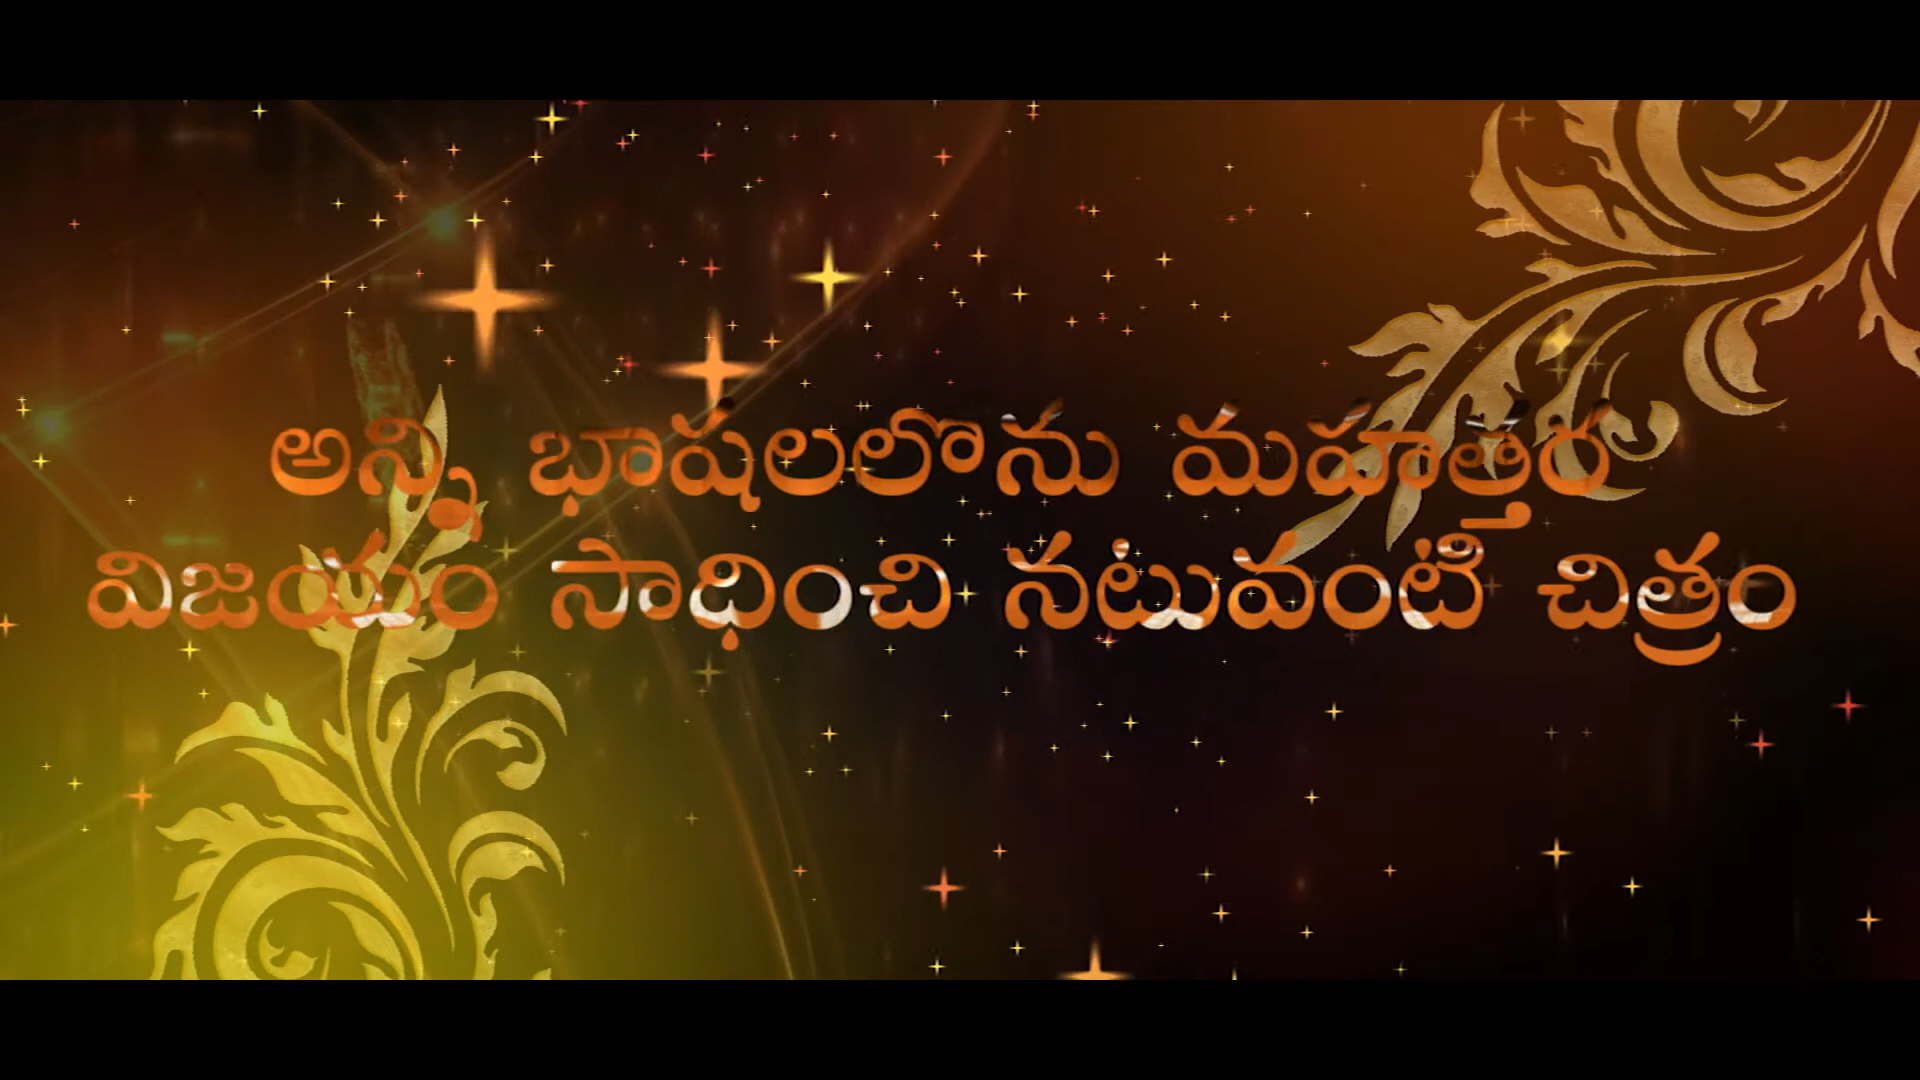 అన్ని భాషలలొను మహత్తర
విజయం సాధించి నటువంటి చిత్రం